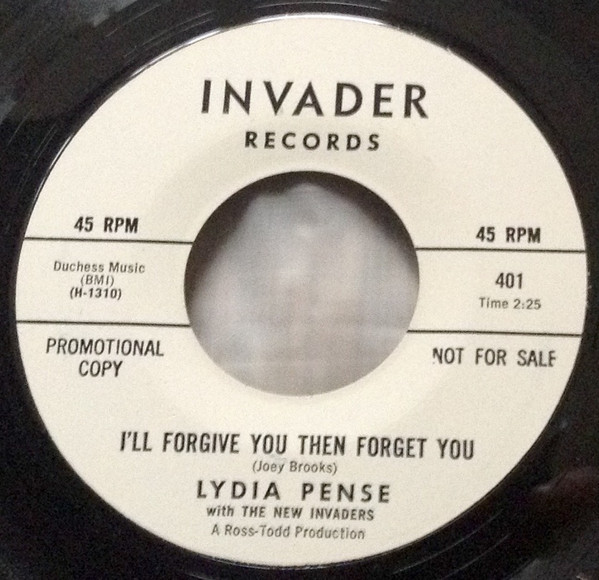 INVADER
RECORDS
45 RPM
Duchess Music
(BMI)
(H-1310)
PROMOTIONAL
COPY
45 RPM
401
Time 2:25
NOT FOR SALE
I'LL FORGIVE YOU THEN FORGET YOU
(Joey Brooks)
LYDIA PENSE
with THE NEW INVADERS
A Ross-Todd Production